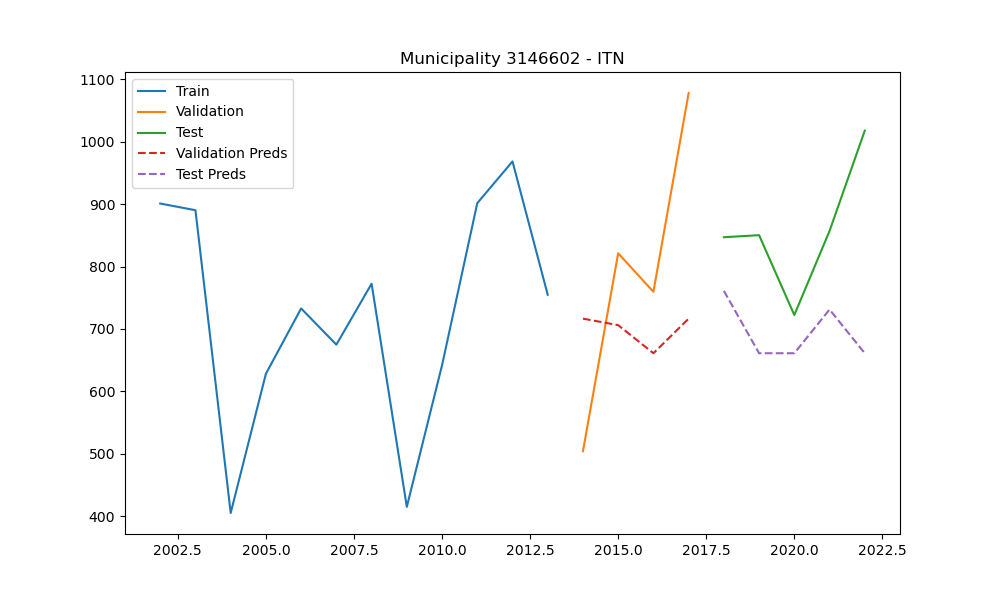 Municipality 3146602 - ITN
1100
1000
900
800
700
600
500
400
Train
Validation
Test
Validation Preds
Test Preds
2002.5 2005.0 2007.5 2010.0 2012.5 2015.0 2017.5 2020.0 2022.5